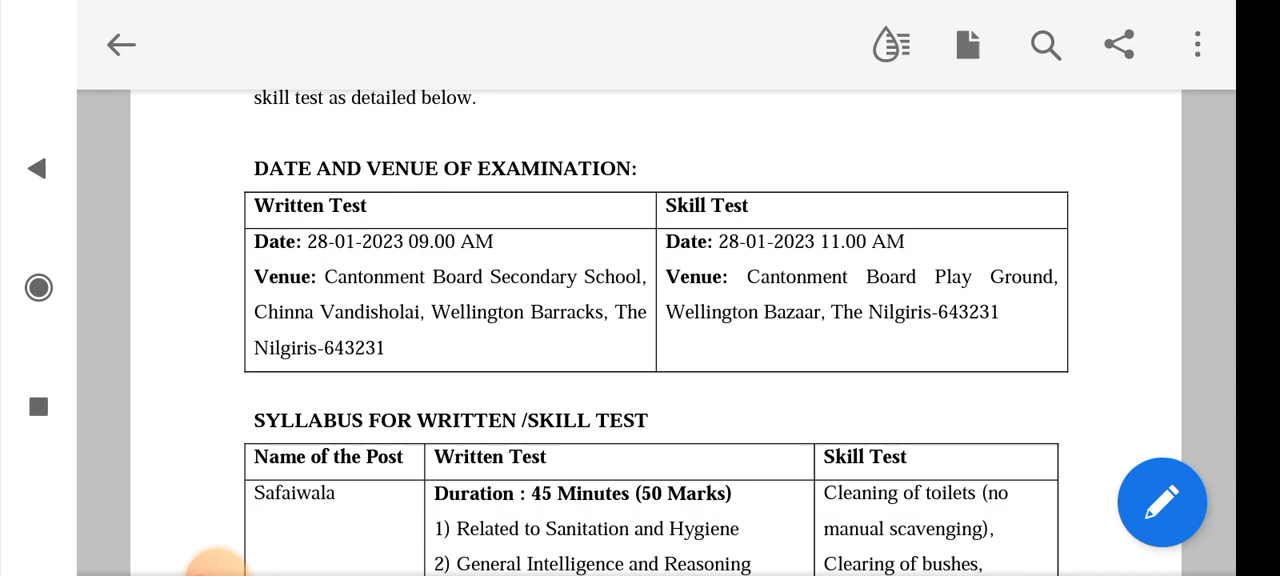 skill test as detailed below.
DATE AND VENUE OF EXAMINATION:
Written Test
Skill Test
Date: 28-01-2023 09.00 AM
Venue: Cantonment Board Secondary School,
Chinna Vandisholai, Wellington Barracks, The
Nilgiris-643231
Date: 28-01-2023 11.00 AM
Venue: Cantonment Board Play Ground,
Wellington Bazaar, The Nilgiris-643231
SYLLABUS FOR WRITTEN /SKILL TEST
Name of the Post
Written Test
Skill Test
Safaiwala
Duration : 45 Minutes (50 Marks)
1) Related to Sanitation and Hygiene
2) General Intelligence and Reasoning
Cleaning of toilets (no
manual scavenging),
Clearing of bushes,